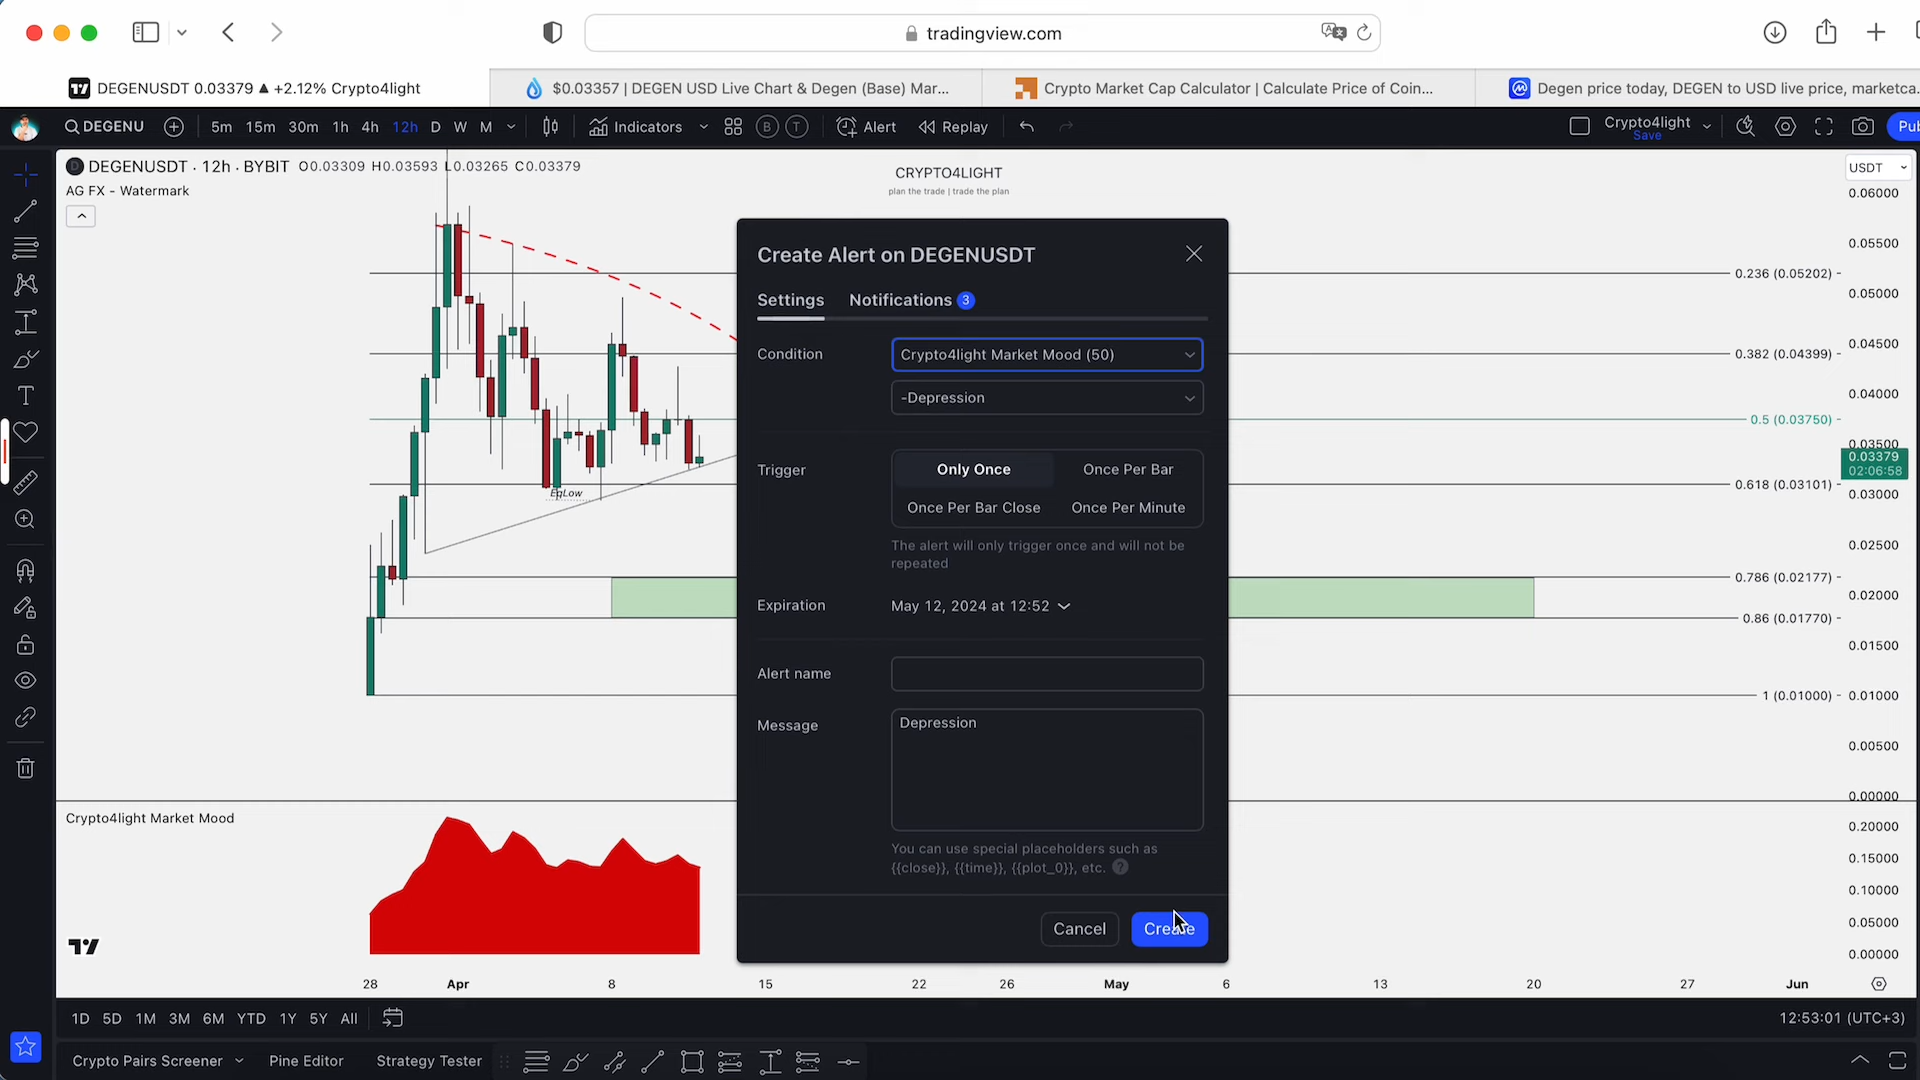 tradingview.com
DEGENUSDT 0.03379 ▲ +2.12% Crypto4light
$0.03357 | DEGEN USD Live Chart & Degen (Base) Mar...
Crypto Market Cap Calculator | Calculate Price of Coin...
Degen price today, DEGEN to USD live price, marketca.
DEGENU 5m 15m 30m 1h 4h 12h D W M Indicators B T Alert Replay Crypto4light Pub
Save
DEGENUSDT · 12h · BYBIT O0.03309 H0.03593 L0.03265 C0.03379
AG FX - Watermark
CRYPTO4LIGHT
plan the trade | trade the plan
USDT
0.06000
0.05500
0.236 (0.05202)
0.05000
0.04500
0.382 (0.04399)
0.04000
0.5 (0.03750)
0.03500
0.03379
02:06:58
0.618 (0.03101)
0.03000
0.02500
0.786 (0.02177)
0.02000
0.86 (0.01770)
0.01500
1 (0.01000)
0.01000
0.00500
0.00000
EqLow
Create Alert on DEGENUSDT
Settings Notifications 3
Condition Crypto4light Market Mood (50)
-Depression
Trigger Only Once Once Per Bar
Once Per Bar Close Once Per Minute
The alert will only trigger once and will not be
repeated
Expiration May 12, 2024 at 12:52
Alert name
Message Depression
You can use special placeholders such as
{{close}}, {{time}}, {{plot_0}}, etc. ?
Cancel Create
Crypto4light Market Mood
0.20000
0.15000
0.10000
0.05000
0.00000
28 Apr 8 15 22 26 May 6 13 20 27 Jun
1D 5D 1M 3M 6M YTD 1Y 5Y All
12:53:01 (UTC+3)
Crypto Pairs Screener Pine Editor Strategy Tester